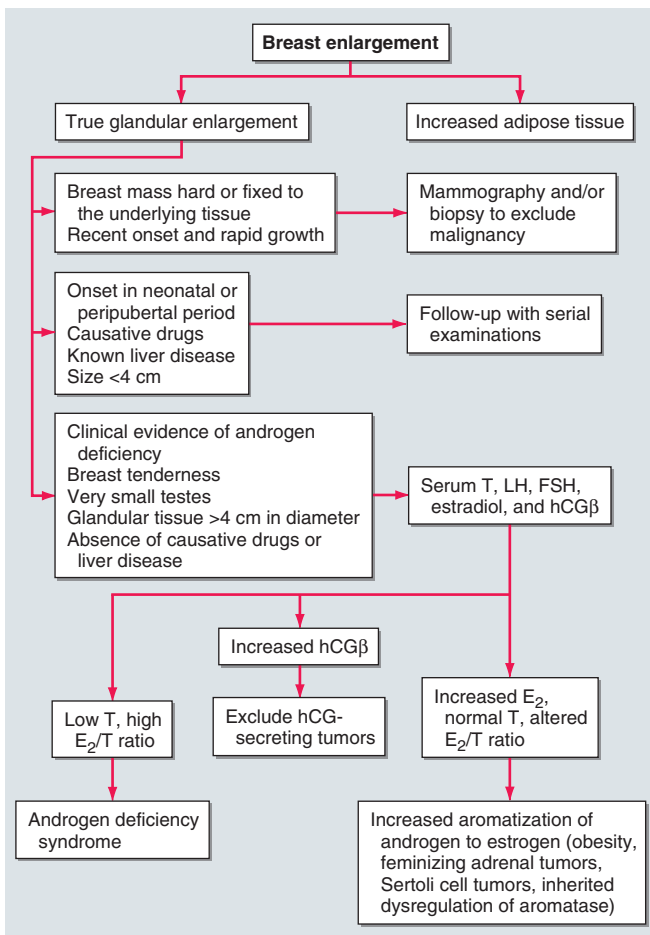 Breast enlargement
True glandular enlargement
Increased adipose tissue
Breast mass hard or fixed to
the underlying tissue
Recent onset and rapid growth
Mammography and/or
biopsy to exclude
malignancy
Onset in neonatal or
peripubertal period
Causative drugs
Known liver disease
Size <4 cm
Follow-up with serial
examinations
Clinical evidence of androgen
deficiency
Breast tenderness
Very small testes
Glandular tissue >4 cm in diameter
Absence of causative drugs or
liver disease
Serum T, LH, FSH,
estradiol, and hCGβ
Increased hCGβ
Low T, high
E₂/T ratio
Exclude hCG-
secreting tumors
Increased E₂,
normal T, altered
E₂/T ratio
Androgen deficiency
syndrome
Increased aromatization of
androgen to estrogen (obesity,
feminizing adrenal tumors,
Sertoli cell tumors, inherited
dysregulation of aromatase)